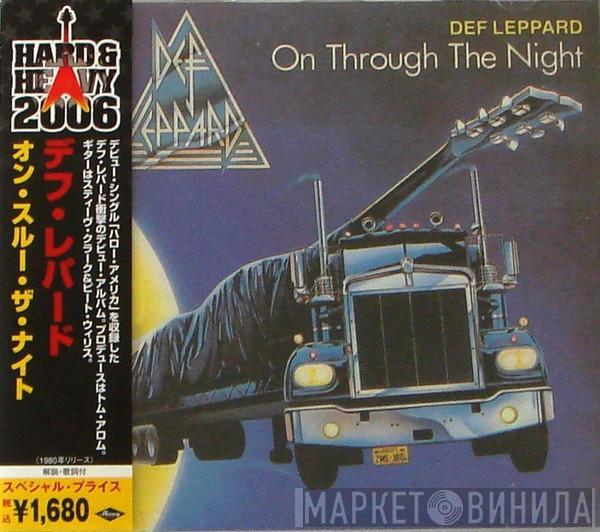 HARD&
HEAVY
2006
デフ・レパード
オン・スルー・ザ・ナイト
デビュー・シングル「ハロー・アメリカ」を収録した
デフ・レパード衝撃のデビュー・アルバム。プロデュースはトム・アロム。
ギターはスティーヴ・クラーク&ピート・ウィリス。
(1980年リリース)
解説・歌詞付
スペシャル・プライス
税込
¥1,680
DEF LEPPARD
On Through The Night
DEF
LEPPARD
МАРКЕТ ВИНИЛА